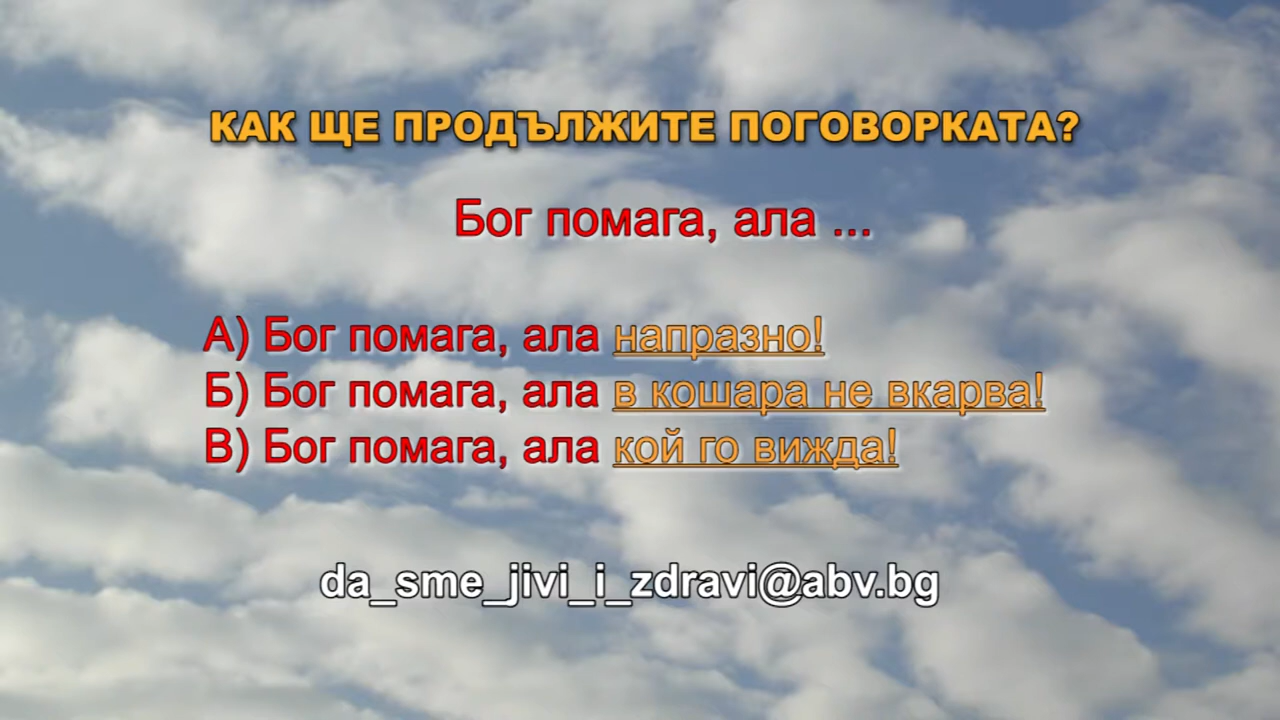 КАК ЩЕ ПРОДЪЛЖИТЕ ПОГОВОРКАТА?
Бог помага, ала ...
А) Бог помага, ала напразно!
Б) Бог помага, ала в кошара не вкарва!
В) Бог помага, ала кой го вижда!
da_sme_jivi_i_zdravi@abv.bg